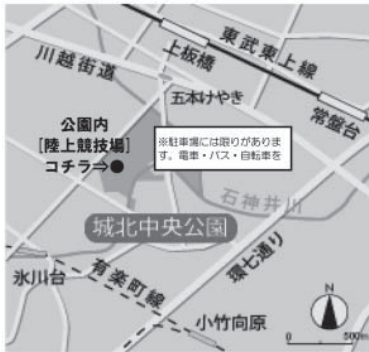 東武東上線
上板橋
川越街道
五本けやき
常盤台
公園内
[陸上競技場]
コチラ⇒●
※駐車場には限りがありま
す。電車・バス・自転車を
石神井川
城北中央公園
環七通り
氷川台
有楽町線
小竹向原
N
0 500m